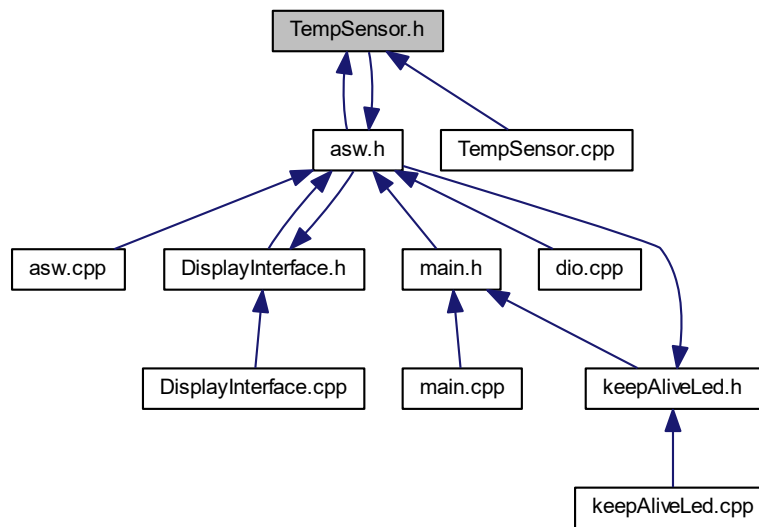 TempSensor.h
asw.h
TempSensor.cpp
asw.cpp
DisplayInterface.h
main.h
dio.cpp
DisplayInterface.cpp
main.cpp
keepAliveLed.h
keepAliveLed.cpp